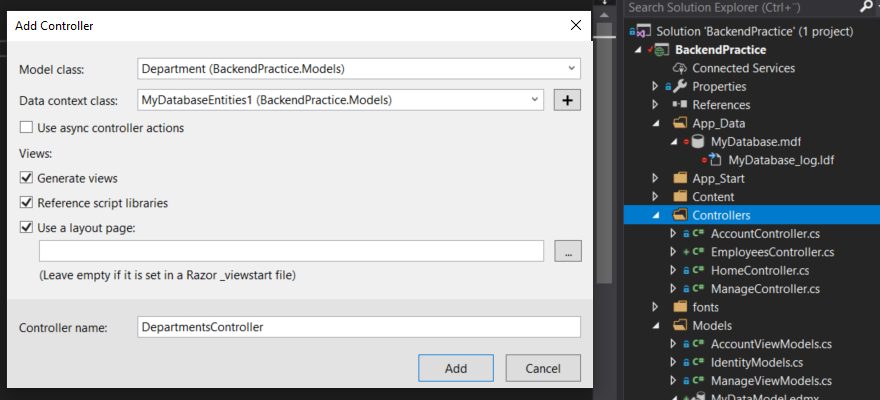 Add Controller
Model class:
Department (BackendPractice.Models)
Data context class:
MyDatabaseEntities1 (BackendPractice.Models)
+
Use async controller actions
Views:
Generate views
Reference script libraries
Use a layout page:
...
(Leave empty if it is set in a Razor _viewstart file)
Controller name:
DepartmentsController
Add
Cancel
Search Solution Explorer (Ctrl+¨)
Solution 'BackendPractice' (1 project)
BackendPractice
Connected Services
Properties
References
App_Data
MyDatabase.mdf
MyDatabase_log.ldf
App_Start
Content
Controllers
C# AccountController.cs
C# EmployeesController.cs
C# HomeController.cs
C# ManageController.cs
fonts
Models
C# AccountViewModels.cs
C# IdentityModels.cs
C# ManageViewModels.cs
MyDataModel.edmx